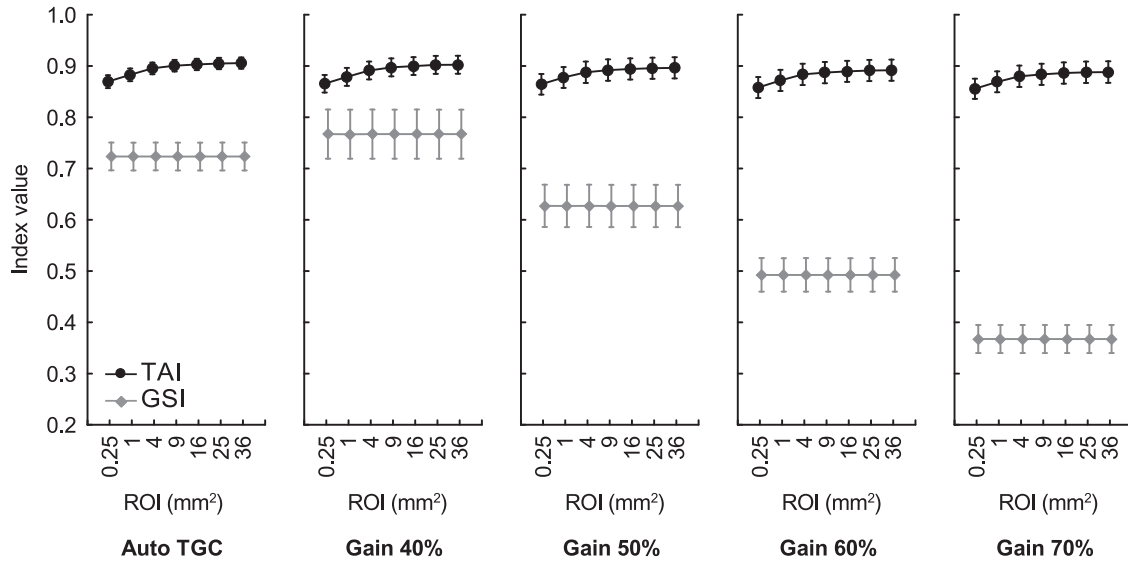 Index value
1.0
0.9
0.8
0.7
0.6
0.5
0.4
0.3
0.2
TAI
GSI
0.25 1 4 9 16 25 36 0.25 1 4 9 16 25 36 0.25 1 4 9 16 25 36 0.25 1 4 9 16 25 36 0.25 1 4 9 16 25 36
ROI (mm²) ROI (mm²) ROI (mm²) ROI (mm²) ROI (mm²)
Auto TGC Gain 40% Gain 50% Gain 60% Gain 70%